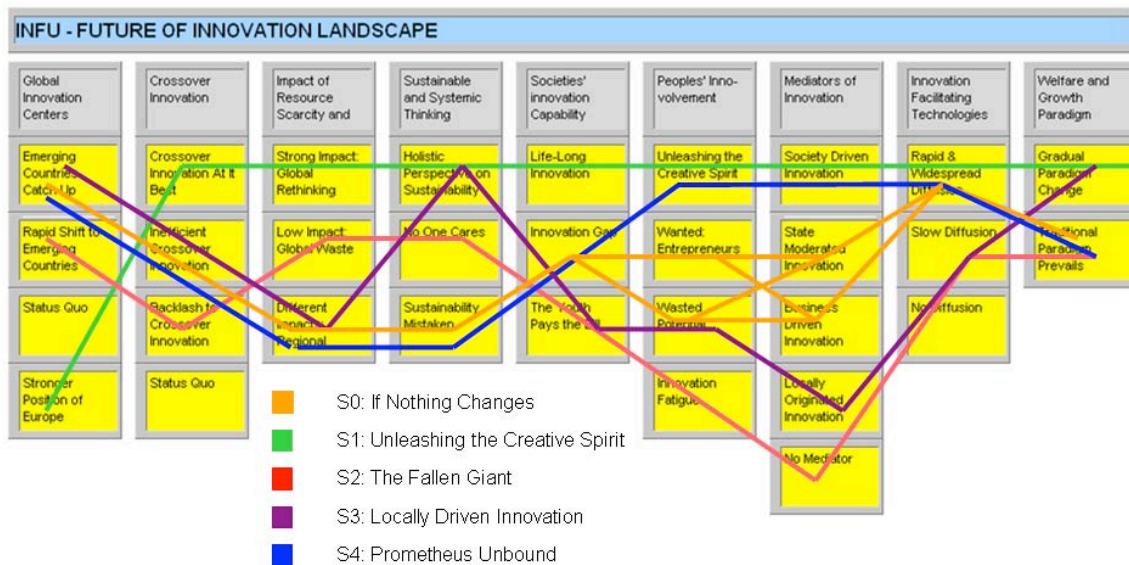 INFU - FUTURE OF INNOVATION LANDSCAPE
Global
Innovation
Centers
Emerging
Countries
Catch Up
Rapid Shift to
Emerging
Countries
Status Quo
Stronger
Position of
Europe
Crossover
Innovation
Crossover
Innovation At It
Best
Inefficient
Crossover
Innovation
Backlash to
Crossover
Innovation
Status Quo
Impact of
Resource
Scarcity and
Strong Impact:
Global
Rethinking
Low Impact:
Global Waste
Different
Impacts
Regional
Sustainable
and Systemic
Thinking
Holistic
Perspective on
Sustainability
No One Cares
Sustainability
Mistaken
Societies'
innovation
Capability
Life-Long
Innovation
Innovation Gap
The Youth
Pays the Bill
Peoples' Inno-
volvement
Unleashing the
Creative Spirit
Wanted:
Entrepreneurs
Wasted
Potential
Innovation
Fatigue
Mediators of
Innovation
Society Driven
Innovation
State
Moderated
Innovation
Business
Driven
Innovation
Locally
Originated
Innovation
No Mediator
Innovation
Facilitating
Technologies
Rapid &
Widespread
Diffusion
Slow Diffusion
No Diffusion
Welfare and
Growth
Paradigm
Gradual
Paradigm
Change
Traditional
Paradigm
Prevails
S0: If Nothing Changes
S1: Unleashing the Creative Spirit
S2: The Fallen Giant
S3: Locally Driven Innovation
S4: Prometheus Unbound